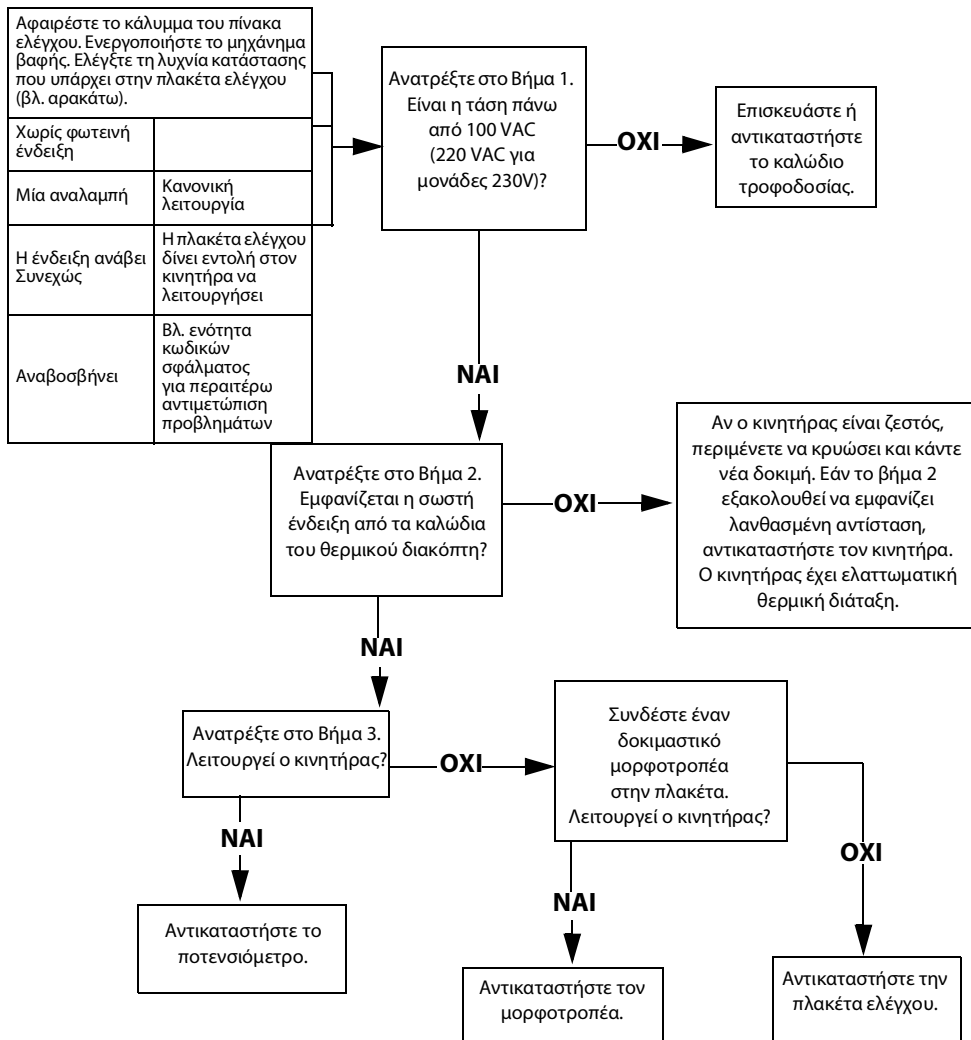 Αφαιρέστε το κάλυμμα του πίνακα
ελέγχου. Ενεργοποιήστε το μηχάνημα
βαφής. Ελέγξτε τη λυχνία κατάστασης
που υπάρχει στην πλακέτα ελέγχου
(βλ. αρακάτω).
Χωρίς φωτεινή
ένδειξη
Μία αναλαμπή
Κανονική
λειτουργία
Η ένδειξη ανάβει
Συνεχώς
Η πλακέτα ελέγχου
δίνει εντολή στον
κινητήρα να
λειτουργήσει
Αναβοσβήνει
Βλ. ενότητα
κωδικών
σφάλματος
για περαιτέρω
αντιμετώπιση
προβλημάτων
Ανατρέξτε στο Βήμα 1.
Είναι η τάση πάνω
από 100 VAC
(220 VAC για
μονάδες 230V)?
ΟΧΙ
Επισκευάστε ή
αντικαταστήστε
το καλώδιο
τροφοδοσίας.
ΝΑΙ
Ανατρέξτε στο Βήμα 2.
Εμφανίζεται η σωστή
ένδειξη από τα καλώδια
του θερμικού διακόπτη?
ΟΧΙ
Αν ο κινητήρας είναι ζεστός,
περιμένετε να κρυώσει και κάντε
νέα δοκιμή. Εάν το βήμα 2
εξακολουθεί να εμφανίζει
λανθασμένη αντίσταση,
αντικαταστήστε τον κινητήρα.
Ο κινητήρας έχει ελαττωματική
θερμική διάταξη.
ΝΑΙ
Ανατρέξτε στο Βήμα 3.
Λειτουργεί ο κινητήρας?
ΟΧΙ
Συνδέστε έναν
δοκιμαστικό
μορφοτροπέα
στην πλακέτα.
Λειτουργεί ο κινητήρας?
ΝΑΙ
Αντικαταστήστε το
ποτενσιόμετρο.
ΝΑΙ
Αντικαταστήστε τον
μορφοτροπέα.
ΟΧΙ
Αντικαταστήστε την
πλακέτα ελέγχου.